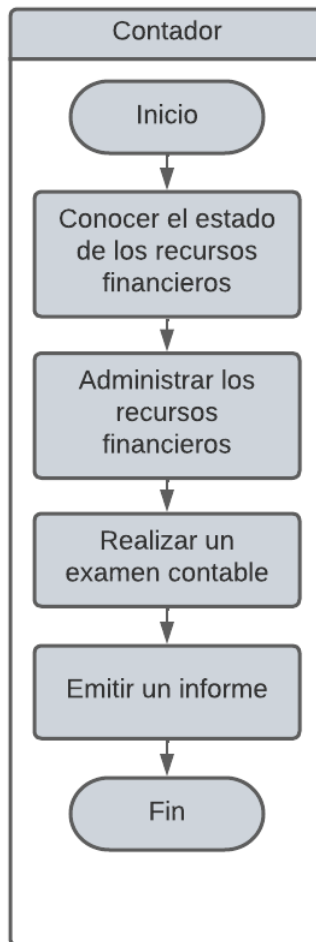 Contador
Inicio
Conocer el estado
de los recursos
financieros
Administrar los
recursos
financieros
Realizar un
examen contable
Emitir un informe
Fin